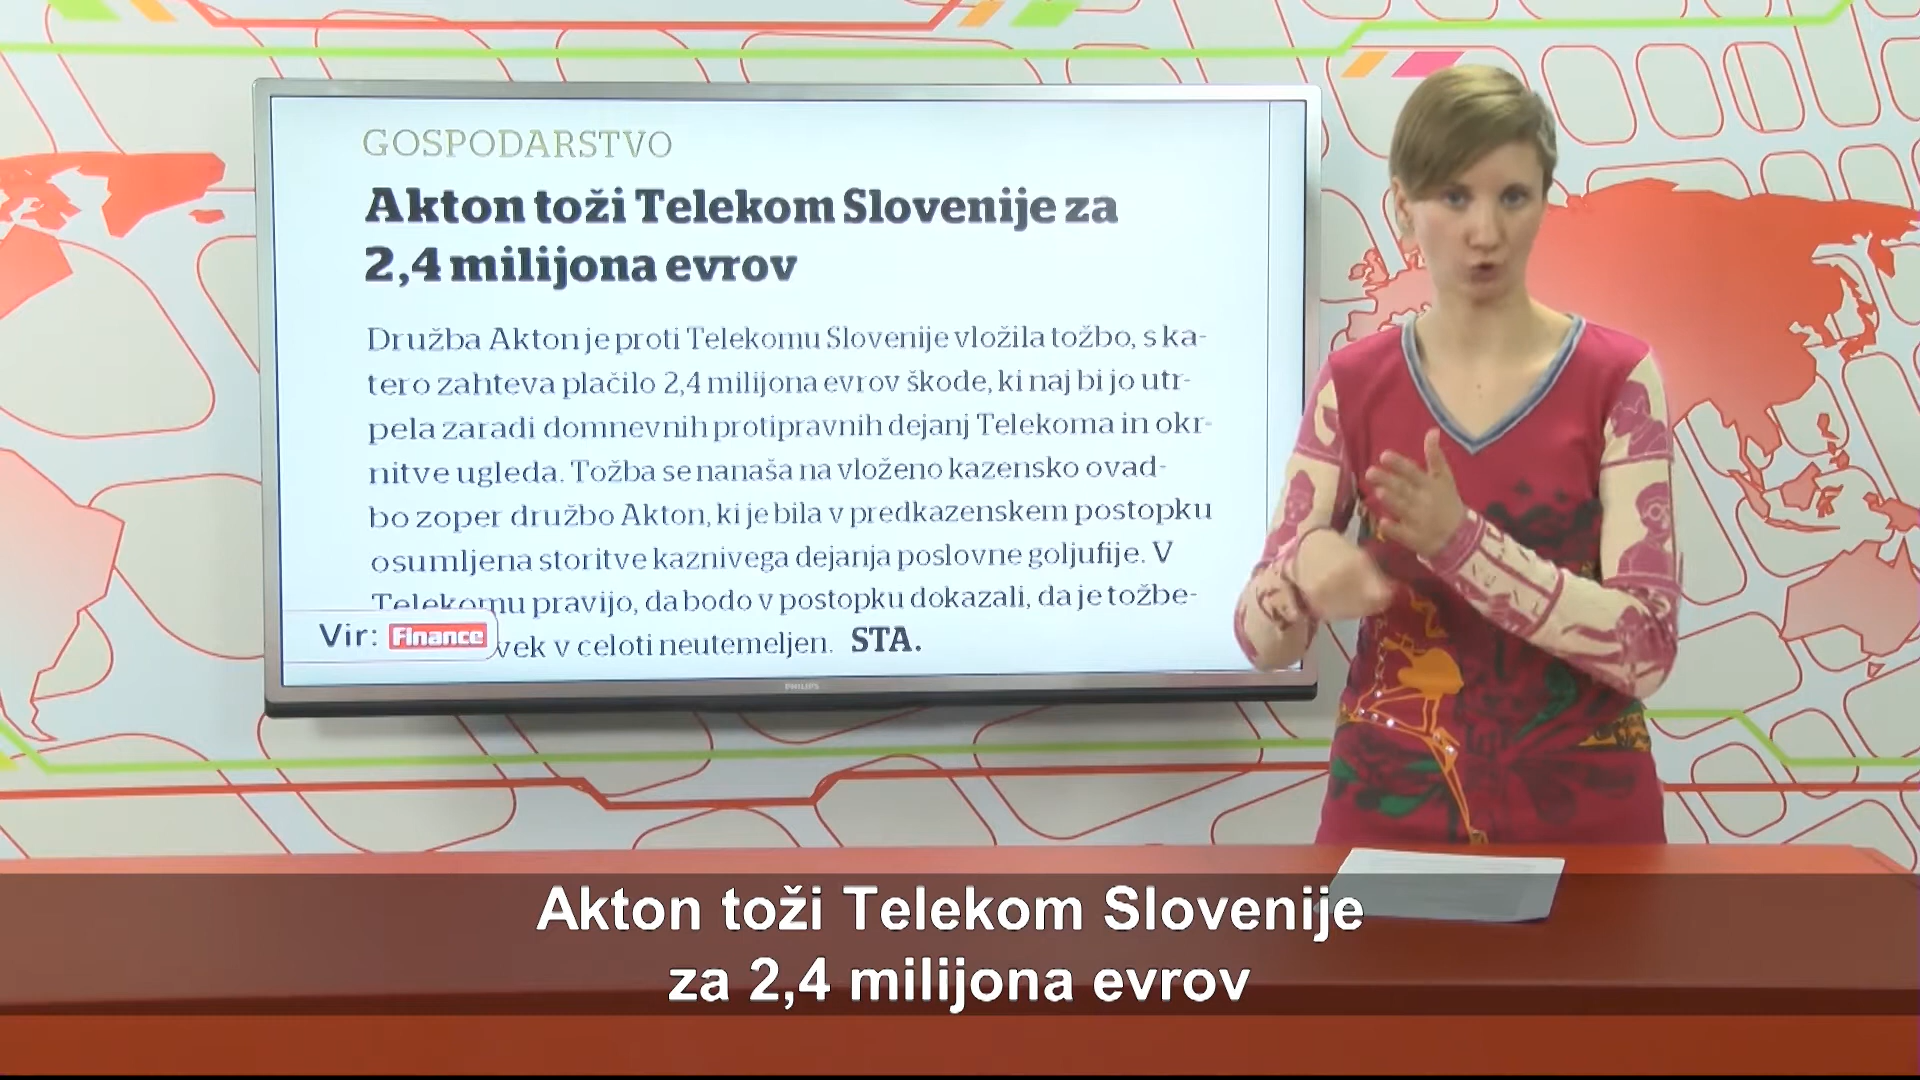 GOSPODARSTVO
Akton toži Telekom Slovenije za
2,4 milijona evrov
Družba Akton je proti Telekomu Slovenije vložila tožbo, s ka-
tero zahteva plačilo 2,4 milijona evrov škode, ki naj bi jo utr-
pela zaradi domnevnih protipravnih dejanj Telekoma in okr-
nitve ugleda. Tožba se nanaša na vloženo kazensko ovad-
bo zoper družbo Akton, ki je bila v predkazenskem postopku
osumljena storitve kaznivega dejanja poslovne goljufije. V
Telekomu pravijo, da bodo v postopku dokazali, da je tožbe-
vek v celoti neutemeljen. STA.
Vir: Finance
PHILIPS
Akton toži Telekom Slovenije
za 2,4 milijona evrov